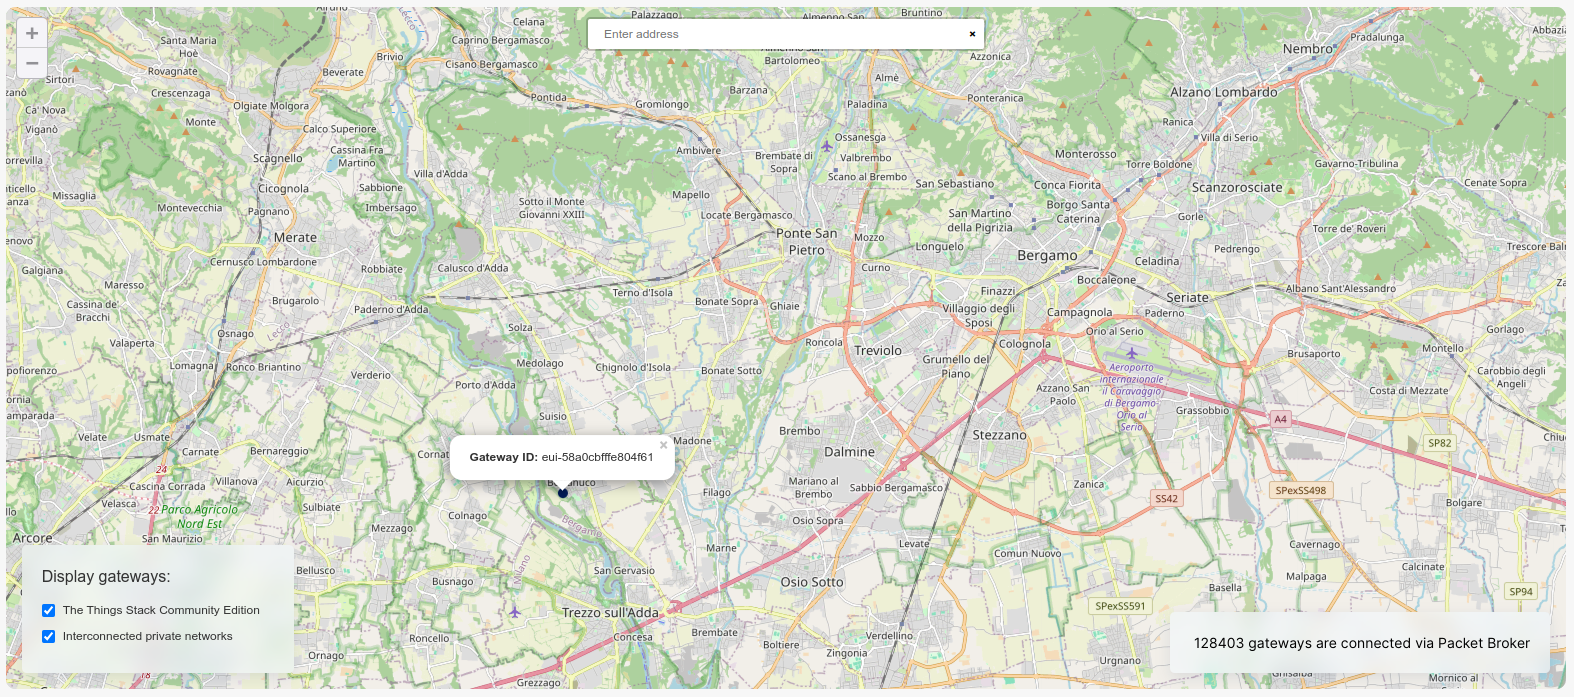 +
−
Enter address
×
Airuno
Celana
Palazzago
Almenno San
Bruntino
Santa Maria
Hoè
Caprino Bergamasco
Bartolomeo
Azzonica
Nembro
Pradalunga
Brivio
Cisano Bergamasco
Beverate
Rovagnate
Sirtori
Crescenzaga
Barzana
Almè
Alzano Lombardo
Ca' Nova
Viganò
Olgiate Molgora
Pontida
Gromlongo
Paladina
Ponteranica
Monte
Calco Superiore
Ranica
Villa di Serio
Cassina Fra
Martino
Ossanesga
Scagnello
Ambivere
Brembate di
Sopra
Valbrembo
Monterosso
Torre Boldone
Gavarno-Tribulina
Villa d'Adda
Scano al Brembo
Missaglia
Cicognola
Sabbione
San Sebastiano
Conca Fiorita
Scanzorosciate
Cenate Sopra
Montevecchia
Pagnano
Imbersago
Mapello
Sotto il Monte
Giovanni XXIII
Locate Bergamasco
San Martino
della Pigrizia
Borgo Santa
Caterina
Gorle
Torre de' Roveri
Merate
Ponte San
Pietro
Mozzo
Longuelo
Pedrengo
Cernusco Lombardone
Robbiate
Calusco d'Adda
Curno
Bergamo
Celadina
Galgiana
Maresso
Terno d'Isola
Finazzi
Boccaleone
Seriate
Albano Sant'Alessandro
Cassina de'
Bracchi
Brugarolo
Paderno d'Adda
Bonate Sopra
Ghiaie
Villaggio degli
Sposi
Campagnola
Paderno
Osnago
Solza
Orio al Serio
Gorlago
Valaperta
Roncola
Treviolo
Colognola
Brusaporto
Montello
Lomagna
Ronco Briantino
Verderio
Medolago
Chignolo d'Isola
Bonate Sotto
Grumello del
Piano
Aeroporto
internazionale
il Caravaggio
di Bergamo
Orio al
Serio
Carobbio degli
Angeli
Porto d'Adda
Azzano San
Paolo
Costa di Mezzate
Suisio
Grassobbio
A4
Velate
Usmate
Carnate
Bernareggio
Madone
Brembo
Dalmine
Stezzano
SP82
Gateway ID: eui-58a0cbfffe804f61
×
24
Cascina Corrada
Villanova
Aicurzio
Filago
Mariano al
Brembo
Sabbio Bergamasco
Zanica
SS42
SPexSS498
Bolgare
Velasca
22
Parco Agricolo
Nord Est
Sulbiate
Mezzago
Colnago
Bergamo
Osio Sopra
Arcore
San Maurizio
Marne
Levate
Comun Nuovo
Cavernago
Calcinate
Display gateways:
The Things Stack Community Edition
Interconnected private networks
Bellusco
Busnago
Milano
San Gervasio
Osio Sotto
Malpaga
Basella
SP94
SPexSS591
Trezzo sull'Adda
Concesa
Brembate
Roncello
Boltiere
Verdellino
Zingonia
Ornago
Grezzago
Urgnano
18
128403 gateways are connected via Packet Broker
Ghisalba
Mornico al